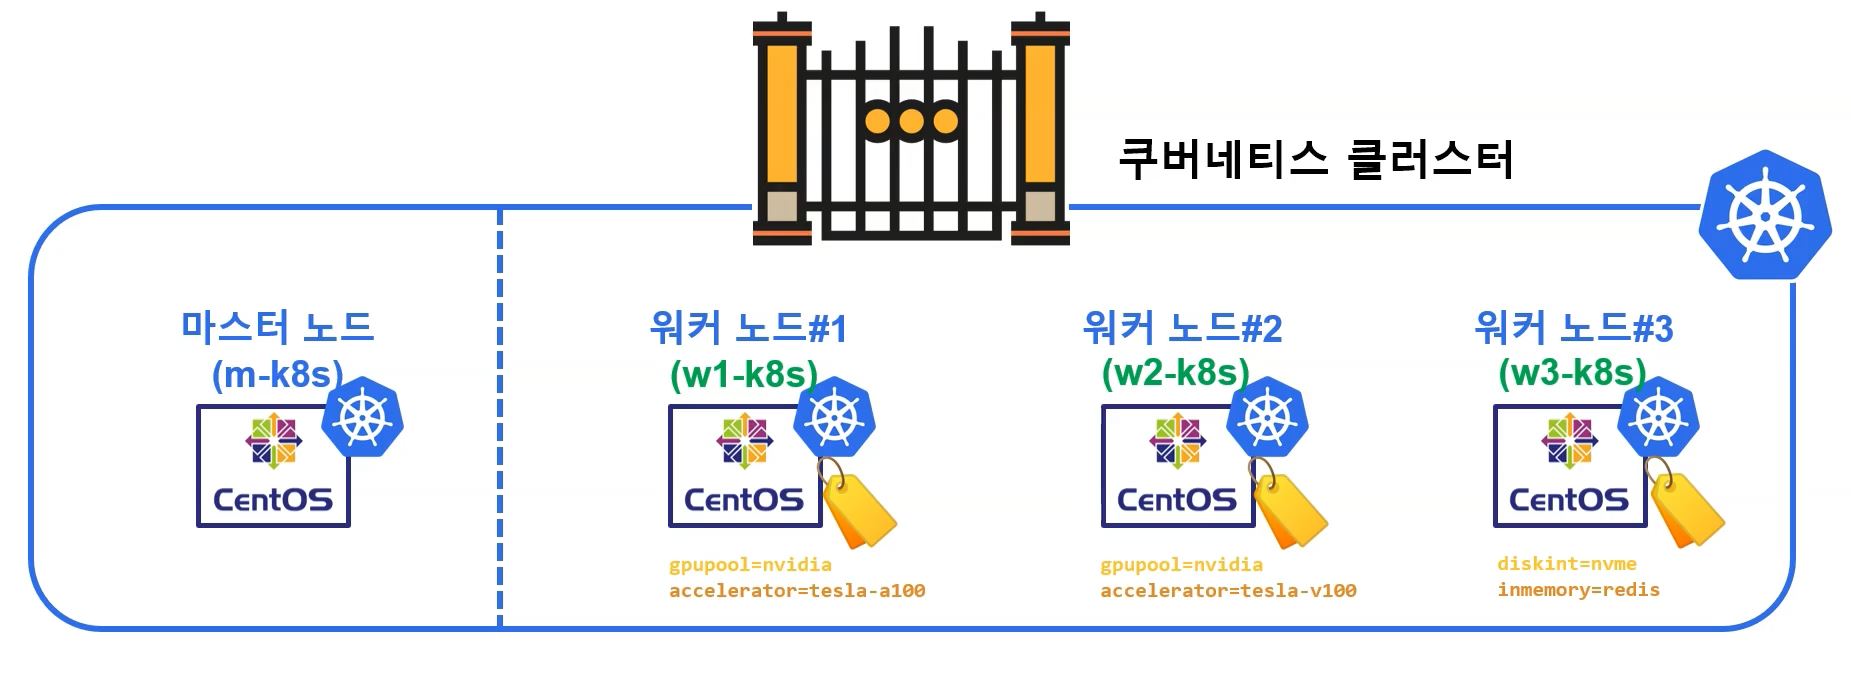 쿠버네티스 클러스터
마스터 노드
(m-k8s)
CentOS
워커 노드#1
(w1-k8s)
CentOS
gpupool=nvidia
accelerator=tesla-a100
워커 노드#2
(w2-k8s)
CentOS
gpupool=nvidia
accelerator=tesla-v100
워커 노드#3
(w3-k8s)
CentOS
diskint=nvme
inmemory=redis